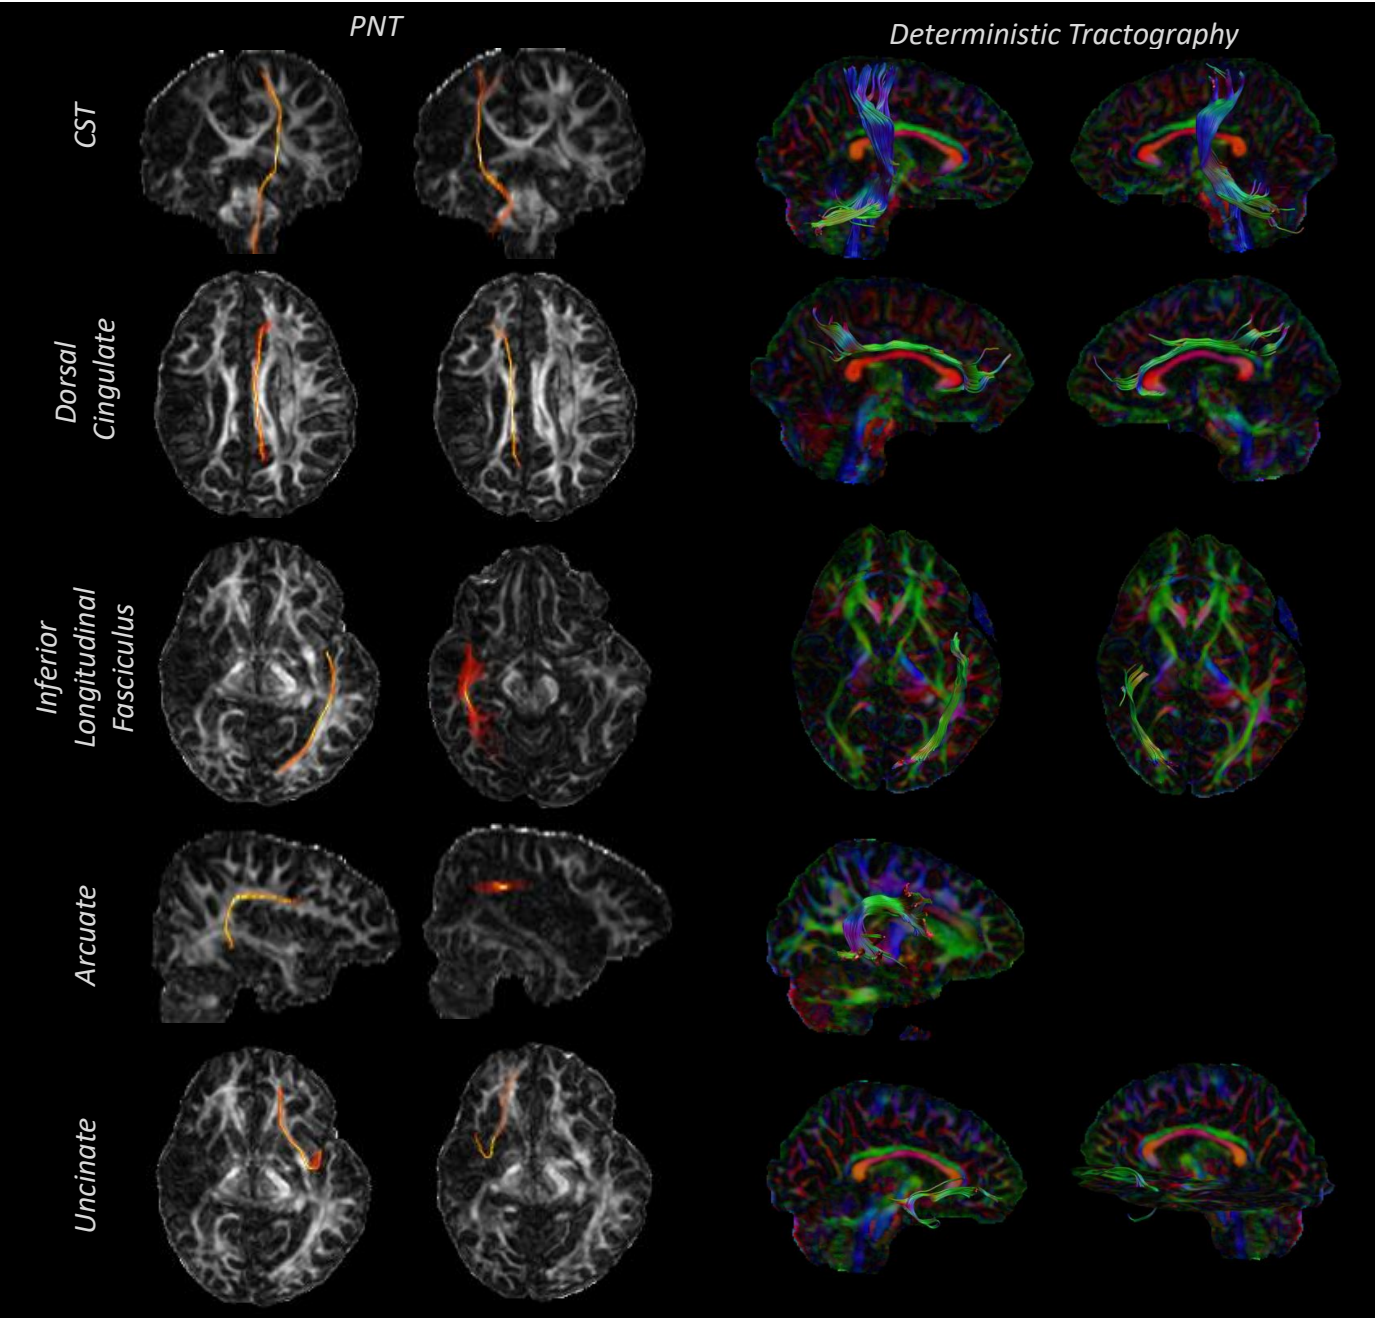 PNT
Deterministic Tractography
CST
Dorsal
Cingulate
Inferior
Longitudinal
Fasciculus
Arcuate
Uncinate